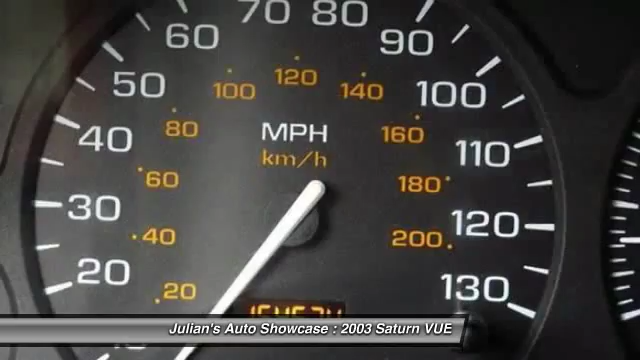 70 80
60 90
120
50 100 140 100
80 MPH 160
40 km/h 110
60 180
30 120
40 200
20 20 130
Julian's Auto Showcase : 2003 Saturn VUE